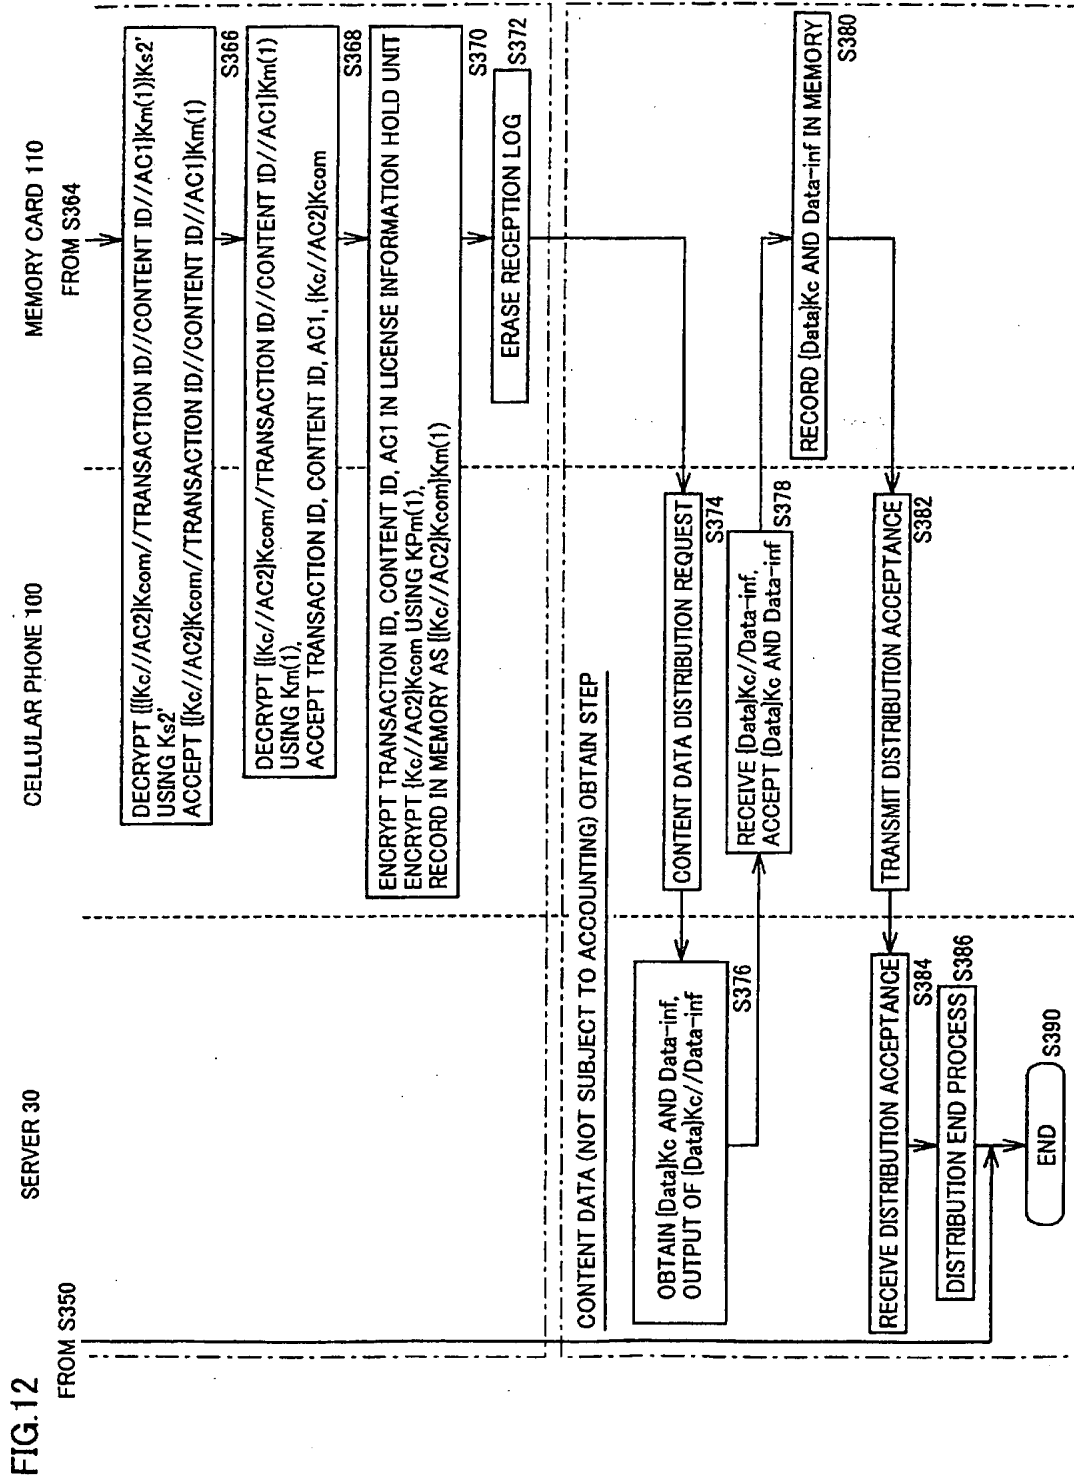 FIG.12
FROM S350
SERVER 30
CELLULAR PHONE 100
MEMORY CARD 110
FROM S364
DECRYPT {{{Kc//AC2}Kcom//TRANSACTION ID//CONTENT ID//AC1}Km(1)}Ks2'
USING Ks2'
ACCEPT {{Kc//AC2}Kcom//TRANSACTION ID//CONTENT ID//AC1}Km(1)
S366
DECRYPT {{Kc//AC2}Kcom//TRANSACTION ID//CONTENT ID//AC1}Km(1)
USING Km(1),
ACCEPT TRANSACTION ID, CONTENT ID, AC1, {Kc//AC2}Kcom
S368
ENCRYPT TRANSACTION ID, CONTENT ID, AC1 IN LICENSE INFORMATION HOLD UNIT
ENCRYPT {Kc//AC2}Kcom USING KPm(1),
RECORD IN MEMORY AS {{Kc//AC2}Kcom}Km(1)
S370
ERASE RECEPTION LOG
S372
CONTENT DATA (NOT SUBJECT TO ACCOUNTING) OBTAIN STEP
CONTENT DATA DISTRIBUTION REQUEST
S374
OBTAIN {Data}Kc AND Data-inf,
OUTPUT OF {Data}Kc//Data-inf
S376
RECEIVE {Data}Kc//Data-inf,
ACCEPT {Data}Kc AND Data-inf
S378
RECORD {Data}Kc AND Data-inf IN MEMORY
S380
TRANSMIT DISTRIBUTION ACCEPTANCE
S382
RECEIVE DISTRIBUTION ACCEPTANCE
S384
DISTRIBUTION END PROCESS
S386
END
S390